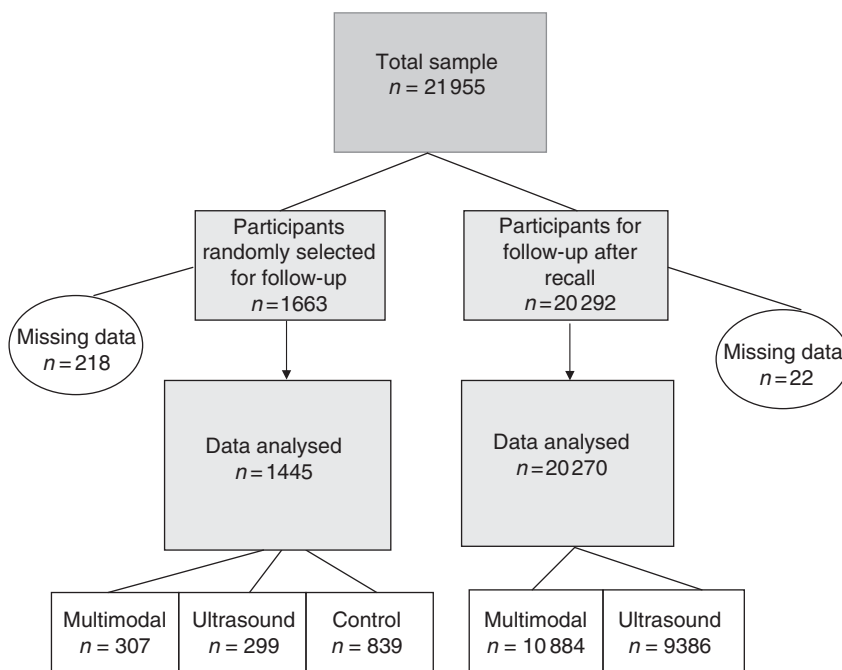 Total sample
n = 21 955
Participants
randomly selected
for follow-up
n = 1663
Participants for
follow-up after
recall
n = 20 292
Missing data
n = 218
Missing data
n = 22
Data analysed
n = 1445
Data analysed
n = 20 270
Multimodal
n = 307
Ultrasound
n = 299
Control
n = 839
Multimodal
n = 10 884
Ultrasound
n = 9386